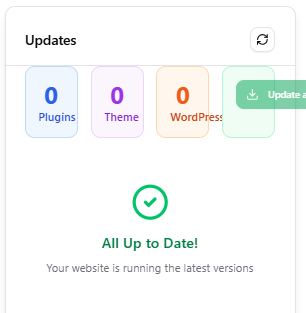 Updates
0 0 0
Plugins Theme WordPress Update a
All Up to Date!
Your website is running the latest versions